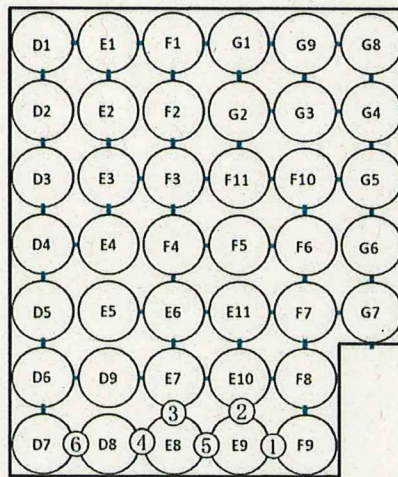 D1 E1 F1 G1 G9 G8
D2 E2 F2 G2 G3 G4
D3 E3 F3 F11 F10 G5
D4 E4 F4 F5 F6 G6
D5 E5 E6 E11 F7 G7
D6 D9 E7 E10 F8
③ ②
D7 ⑥ D8 ④ E8 ⑤ E9 ① F9